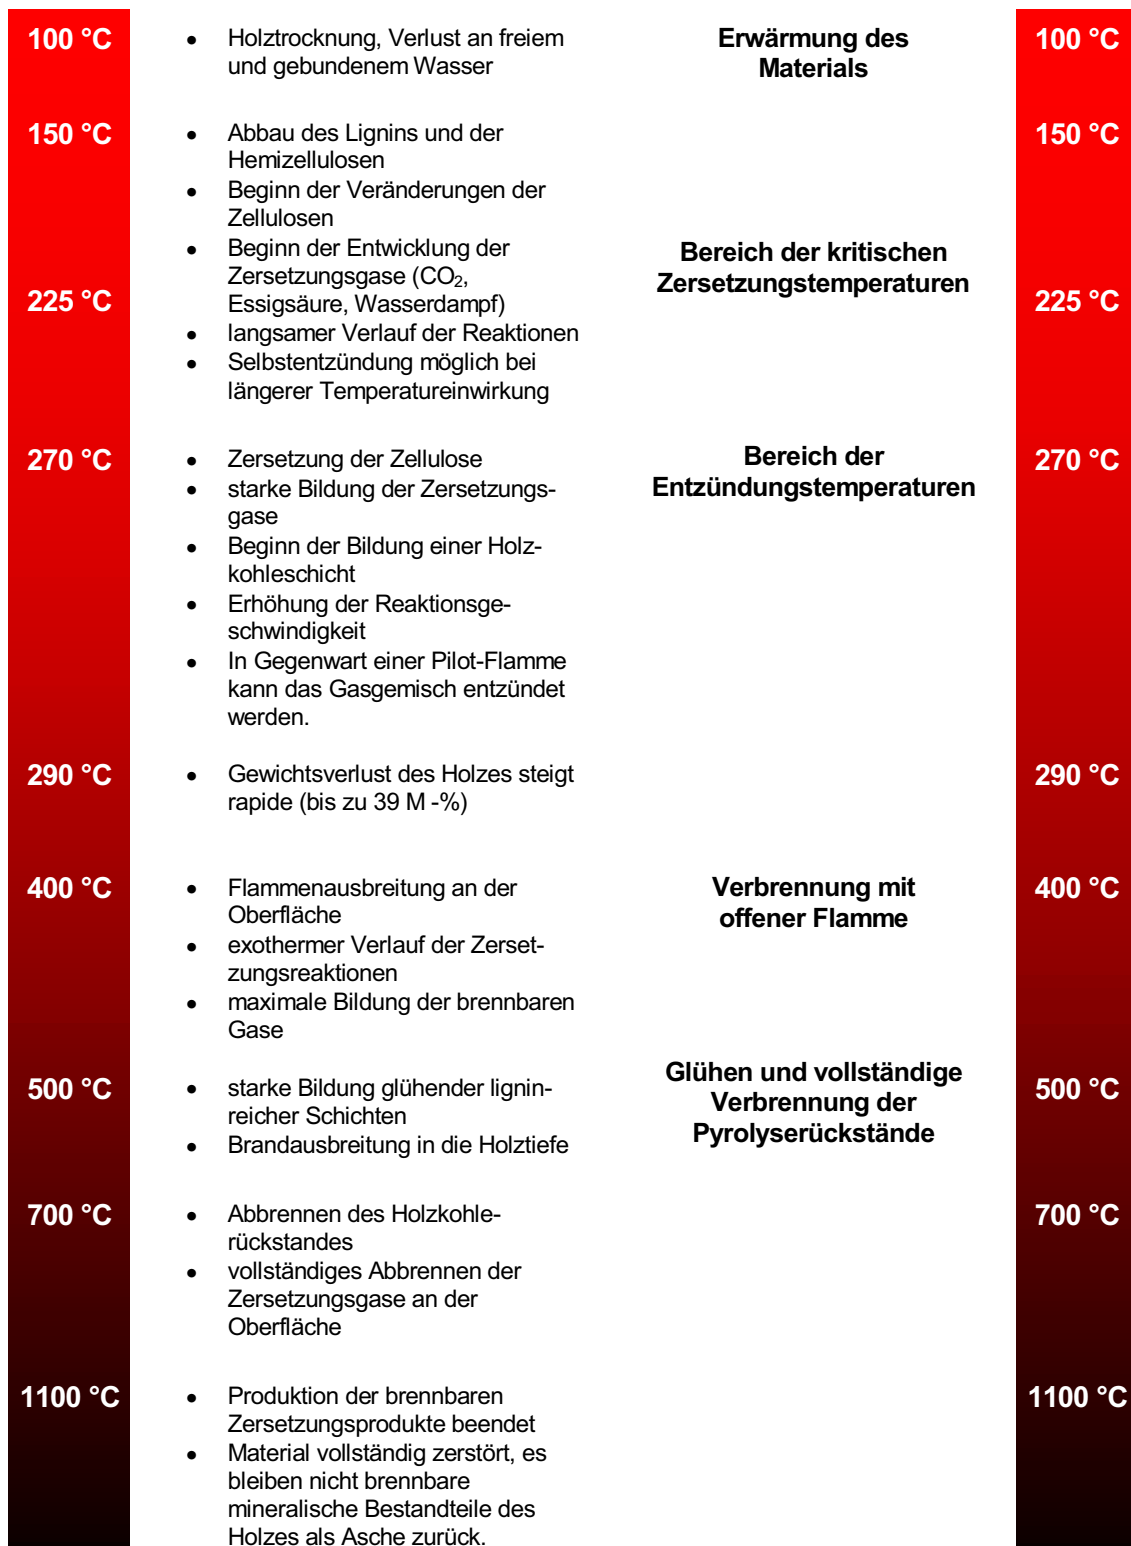 100 °C
• Holztrocknung, Verlust an freiem
und gebundenem Wasser
Erwärmung des
Materials
100 °C
150 °C
• Abbau des Lignins und der
Hemizellulosen
• Beginn der Veränderungen der
Zellulosen
• Beginn der Entwicklung der
Zersetzungsgase (CO₂,
Essigsäure, Wasserdampf)
• langsamer Verlauf der Reaktionen
• Selbstentzündung möglich bei
längerer Temperatureinwirkung
150 °C
225 °C
Bereich der kritischen
Zersetzungstemperaturen
225 °C
270 °C
• Zersetzung der Zellulose
• starke Bildung der Zersetzungs-
gase
• Beginn der Bildung einer Holz-
kohleschicht
• Erhöhung der Reaktionsge-
schwindigkeit
• In Gegenwart einer Pilot-Flamme
kann das Gasgemisch entzündet
werden.
Bereich der
Entzündungstemperaturen
270 °C
290 °C
• Gewichtsverlust des Holzes steigt
rapide (bis zu 39 M -%)
290 °C
400 °C
• Flammenausbreitung an der
Oberfläche
• exothermer Verlauf der Zerset-
zungsreaktionen
• maximale Bildung der brennbaren
Gase
Verbrennung mit
offener Flamme
400 °C
500 °C
• starke Bildung glühender lignin-
reicher Schichten
• Brandausbreitung in die Holztiefe
Glühen und vollständige
Verbrennung der
Pyrolyserückstände
500 °C
700 °C
• Abbrennen des Holzkohle-
rückstandes
• vollständiges Abbrennen der
Zersetzungsgase an der
Oberfläche
700 °C
1100 °C
• Produktion der brennbaren
Zersetzungsprodukte beendet
• Material vollständig zerstört, es
bleiben nicht brennbare
mineralische Bestandteile des
Holzes als Asche zurück.
1100 °C